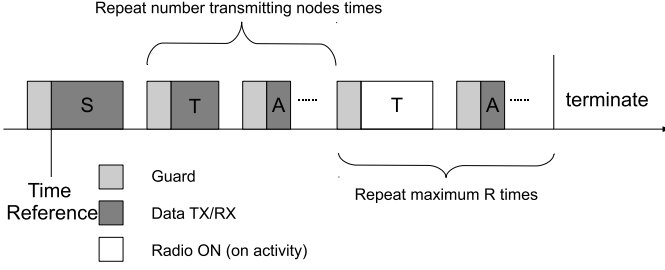 Repeat number transmitting nodes times
S
T
A
T
A
terminate
Time
Reference
Guard
Data TX/RX
Radio ON (on activity)
Repeat maximum R times